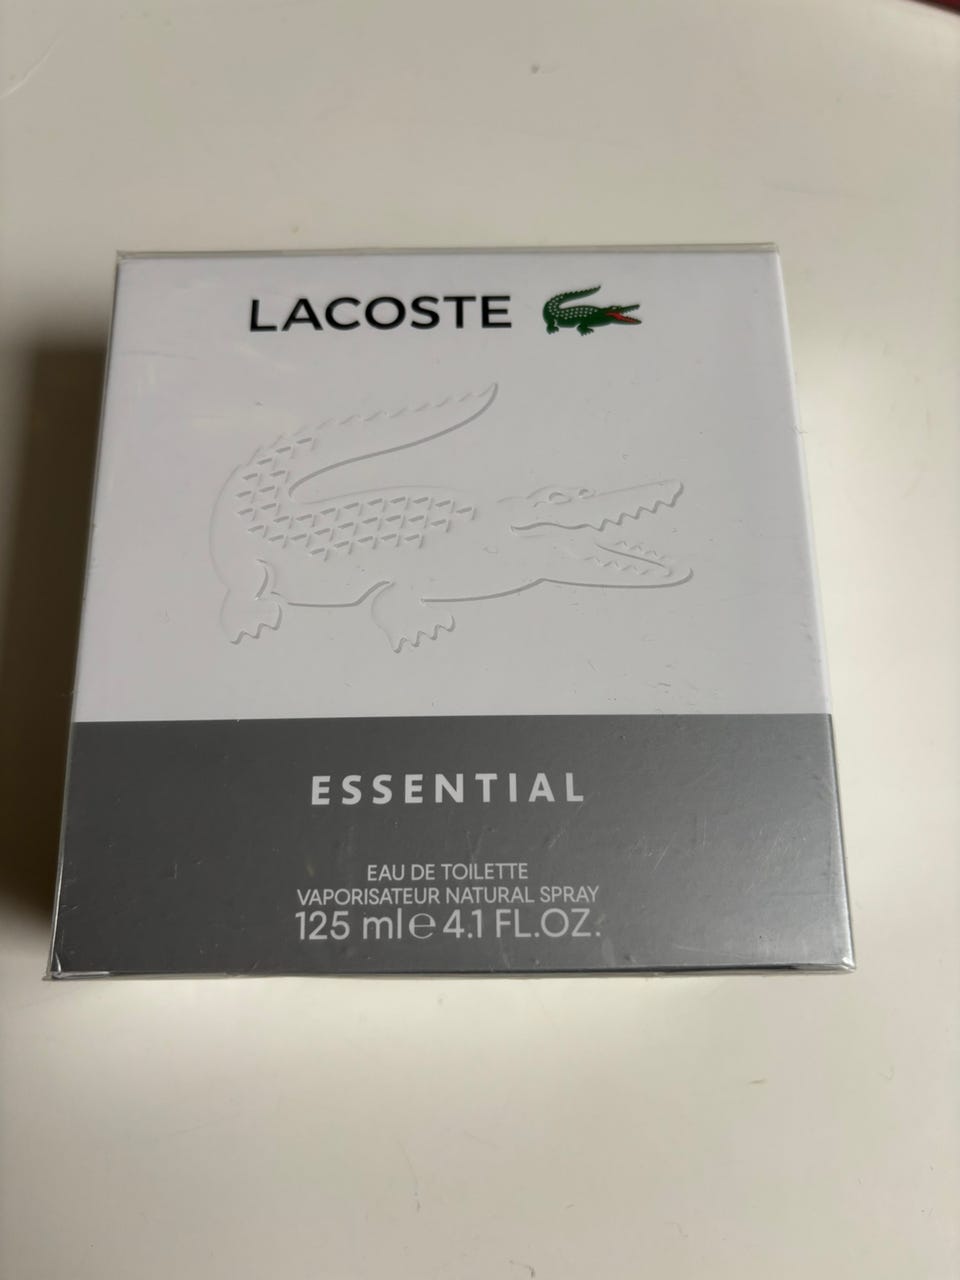 LACOSTE
ESSENTIAL
EAU DE TOILETTE
VAPORISATEUR NATURAL SPRAY
125 ml ℮ 4.1 FL.OZ.